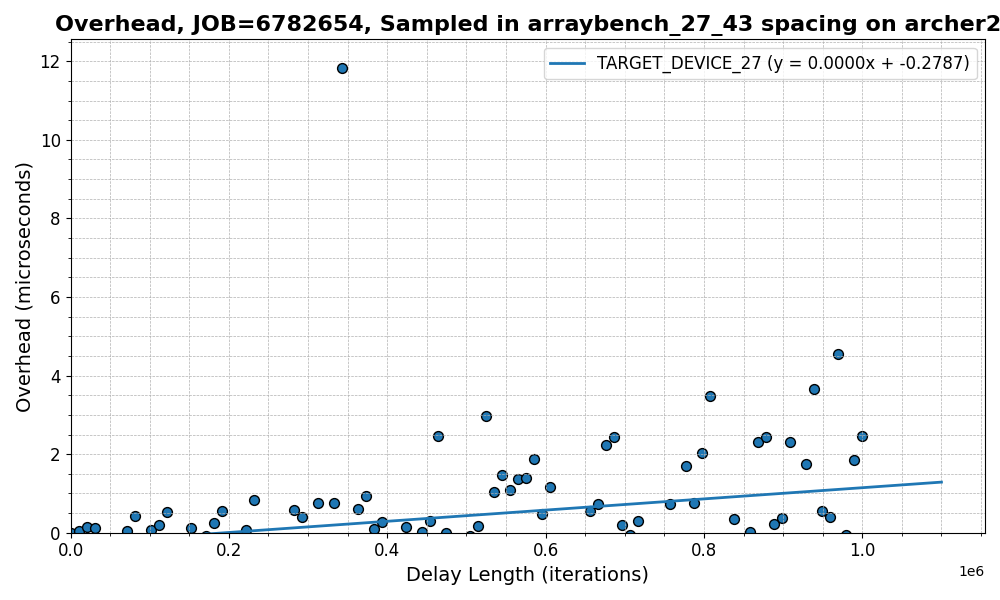 Overhead, JOB=6782654, Sampled in arraybench_27_43 spacing on archer2
TARGET_DEVICE_27 (y = 0.0000x + -0.2787)
Overhead (microseconds)
12
10
8
6
4
2
0
0.0 0.2 0.4 0.6 0.8 1.0
1e6
Delay Length (iterations)